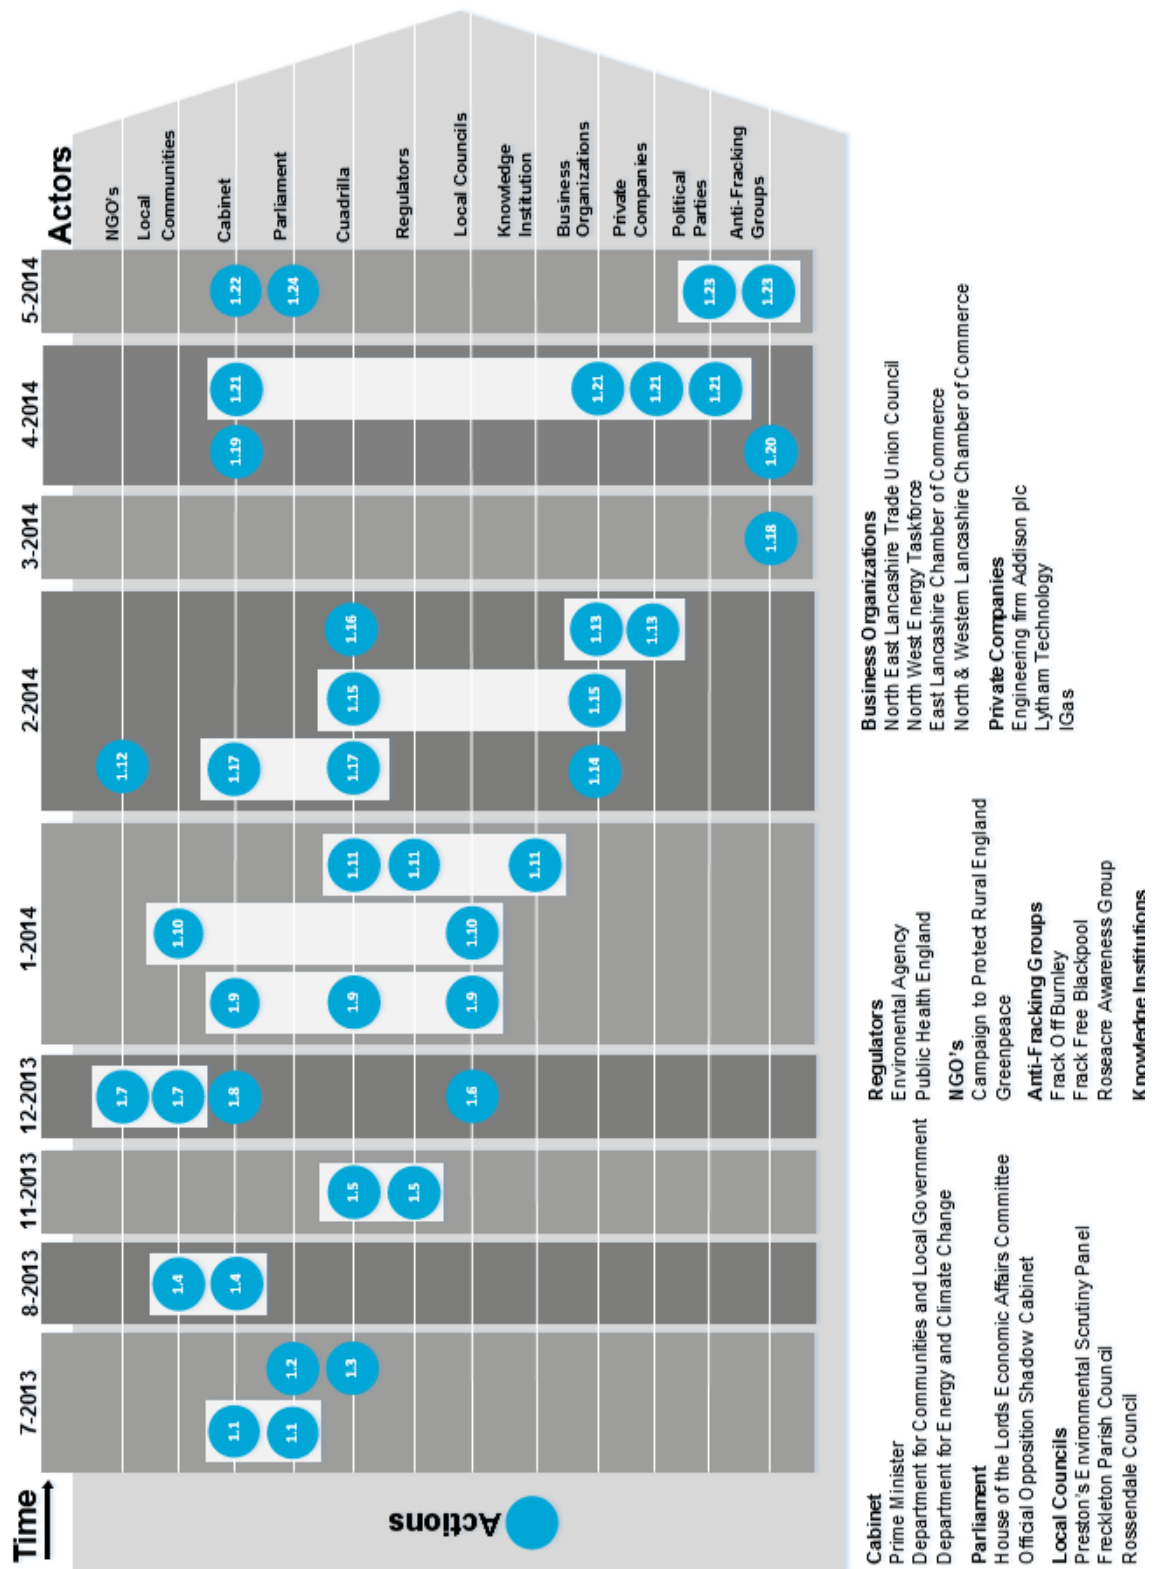 Time
7-2013
8-2013
11-2013
12-2013
1-2014
2-2014
3-2014
4-2014
5-2014
Actors
NGO's
Local
Communities
Cabinet
Parliament
Cuadrilla
Regulators
Local Councils
Knowledge
Institution
Business
Organizations
Private
Companies
Political
Parties
Anti-Fracking
Groups
Actions
1.1
1.1
1.2
1.3
1.4
1.4
1.5
1.5
1.7
1.7
1.8
1.6
1.9
1.9
1.9
1.10
1.10
1.11
1.11
1.11
1.12
1.17
1.17
1.14
1.15
1.15
1.16
1.13
1.13
1.18
1.19
1.20
1.21
1.21
1.21
1.21
1.22
1.24
1.23
1.23
Cabinet
Prime Minister
Department for Communities and Local Government
Department for Energy and Climate Change
Parliament
House of the Lords Economic Affairs Committee
Official Opposition Shadow Cabinet
Local Councils
Preston's Environmental Scrutiny Panel
Freckleton Parish Council
Rossendale Council
Regulators
Environmental Agency
Public Health England
NGO's
Campaign to Protect Rural England
Greenpeace
Anti-Fracking Groups
Frack Off Burnley
Frack Free Blackpool
Roseacre Awareness Group
Knowledge Institutions
Business Organizations
North East Lancashire Trade Union Council
North West Energy Taskforce
East Lancashire Chamber of Commerce
North & Western Lancashire Chamber of Commerce
Private Companies
Engineering firm Addison plc
Lytham Technology
IGas